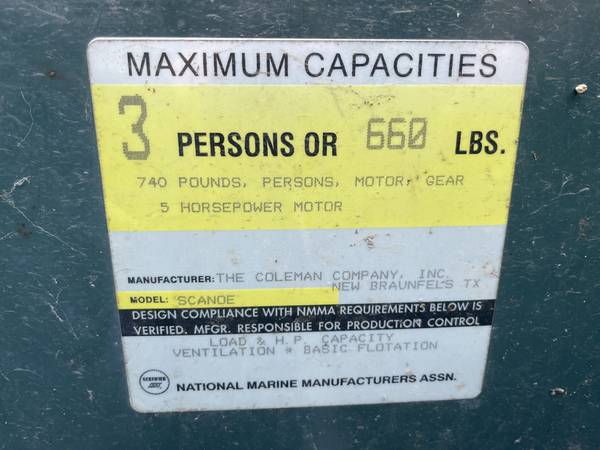 MAXIMUM CAPACITIES
3 PERSONS OR 660 LBS.
740 POUNDS, PERSONS, MOTOR, GEAR
5 HORSEPOWER MOTOR
MANUFACTURER: THE COLEMAN COMPANY, INC.
NEW BRAUNFELS TX
MODEL: SCANOE
DESIGN COMPLIANCE WITH NMMA REQUIREMENTS BELOW IS
VERIFIED. MFGR. RESPONSIBLE FOR PRODUCTION CONTROL
LOAD & H.P. CAPACITY
VENTILATION * BASIC FLOTATION
CERTIFIED
NATIONAL MARINE MANUFACTURERS ASSN.